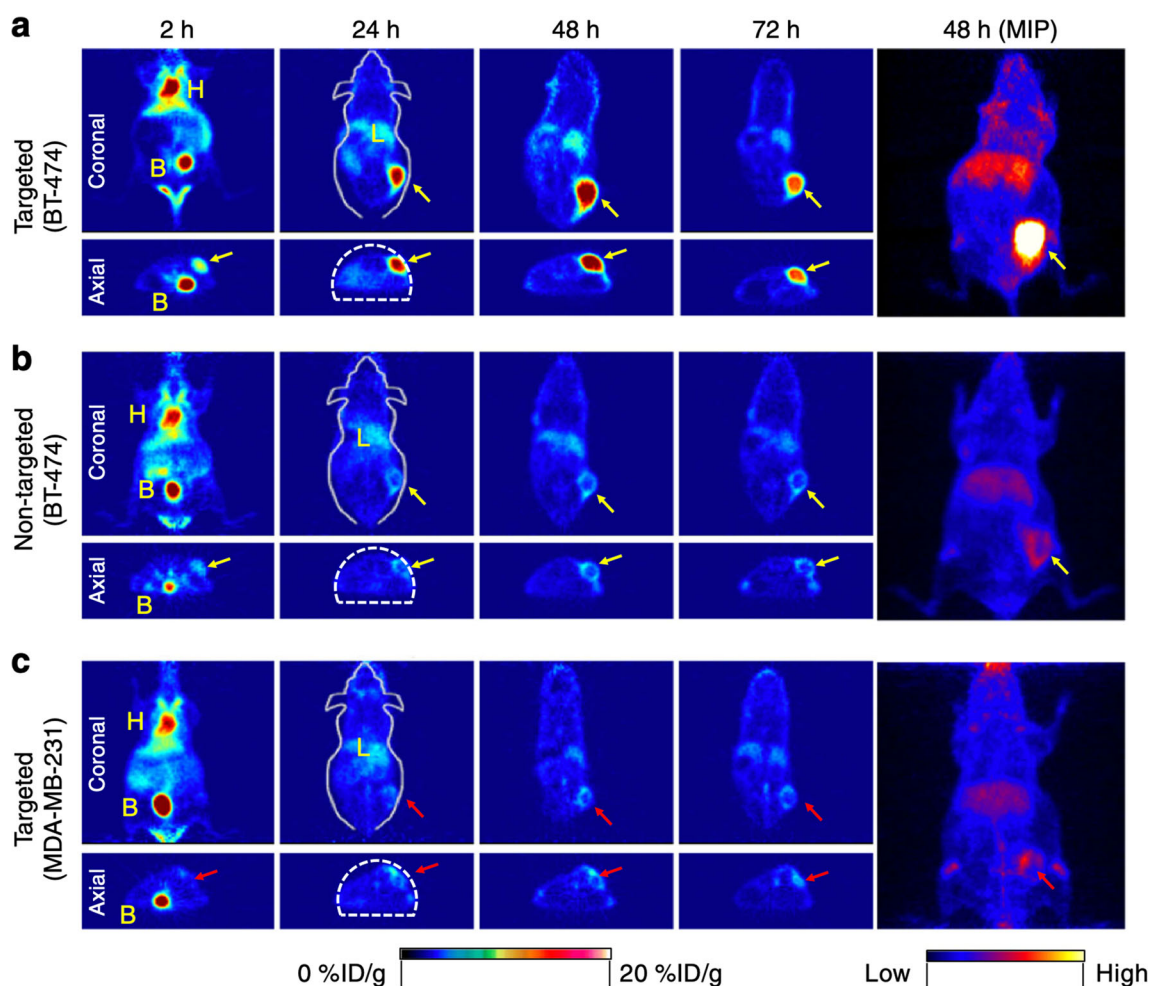 a
2 h
24 h
48 h
72 h
48 h (MIP)
Targeted
(BT-474)
Coronal
H
B
L
Axial
B
b
Non-targeted
(BT-474)
Coronal
H
B
L
Axial
B
c
Targeted
(MDA-MB-231)
Coronal
H
B
L
Axial
B
0 %ID/g
20 %ID/g
Low
High